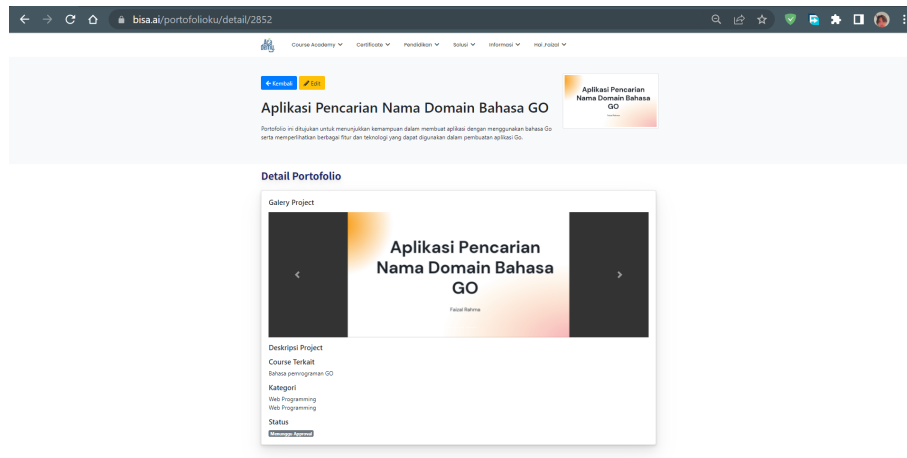 bisa.ai/portofolioku/detail/2852
Course Academy
Certificate
Pendidikan
Solusi
Informasi
Hai ,Faizal
Kembali
Edit
Aplikasi Pencarian Nama Domain Bahasa GO
Portofolio ini ditujukan untuk menunjukkan kemampuan dalam membuat aplikasi dengan menggunakan bahasa Go
serta memperlihatkan berbagai fitur dan teknologi yang dapat digunakan dalam pembuatan aplikasi Go.
Aplikasi Pencarian
Nama Domain Bahasa
GO
Detail Portofolio
Galery Project
Aplikasi Pencarian
Nama Domain Bahasa
GO
Faizal Rahma
Deskripsi Project
Course Terkait
Bahasa pemrograman GO
Kategori
Web Programming
Web Programming
Status
Menunggu Approval